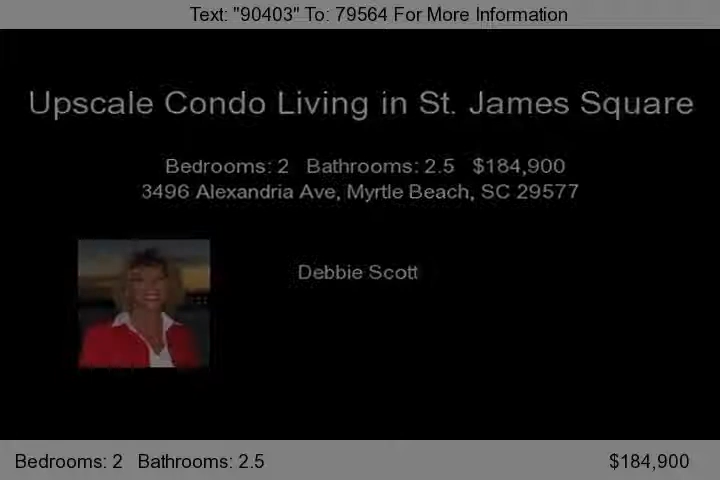 Text: "90403" To: 79564 For More Information
Upscale Condo Living in St. James Square
Bedrooms: 2 Bathrooms: 2.5 $184,900
3496 Alexandria Ave, Myrtle Beach, SC 29577
Debbie Scott
Bedrooms: 2 Bathrooms: 2.5 $184,900